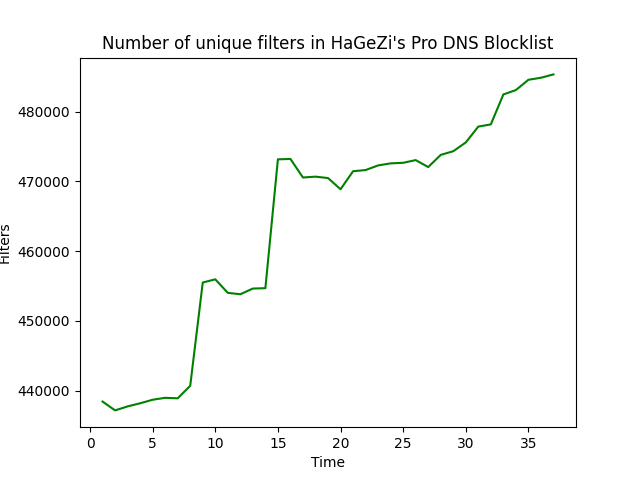 Number of unique filters in HaGeZi's Pro DNS Blocklist
480000
470000
460000
450000
440000
Filters
0 5 10 15 20 25 30 35
Time